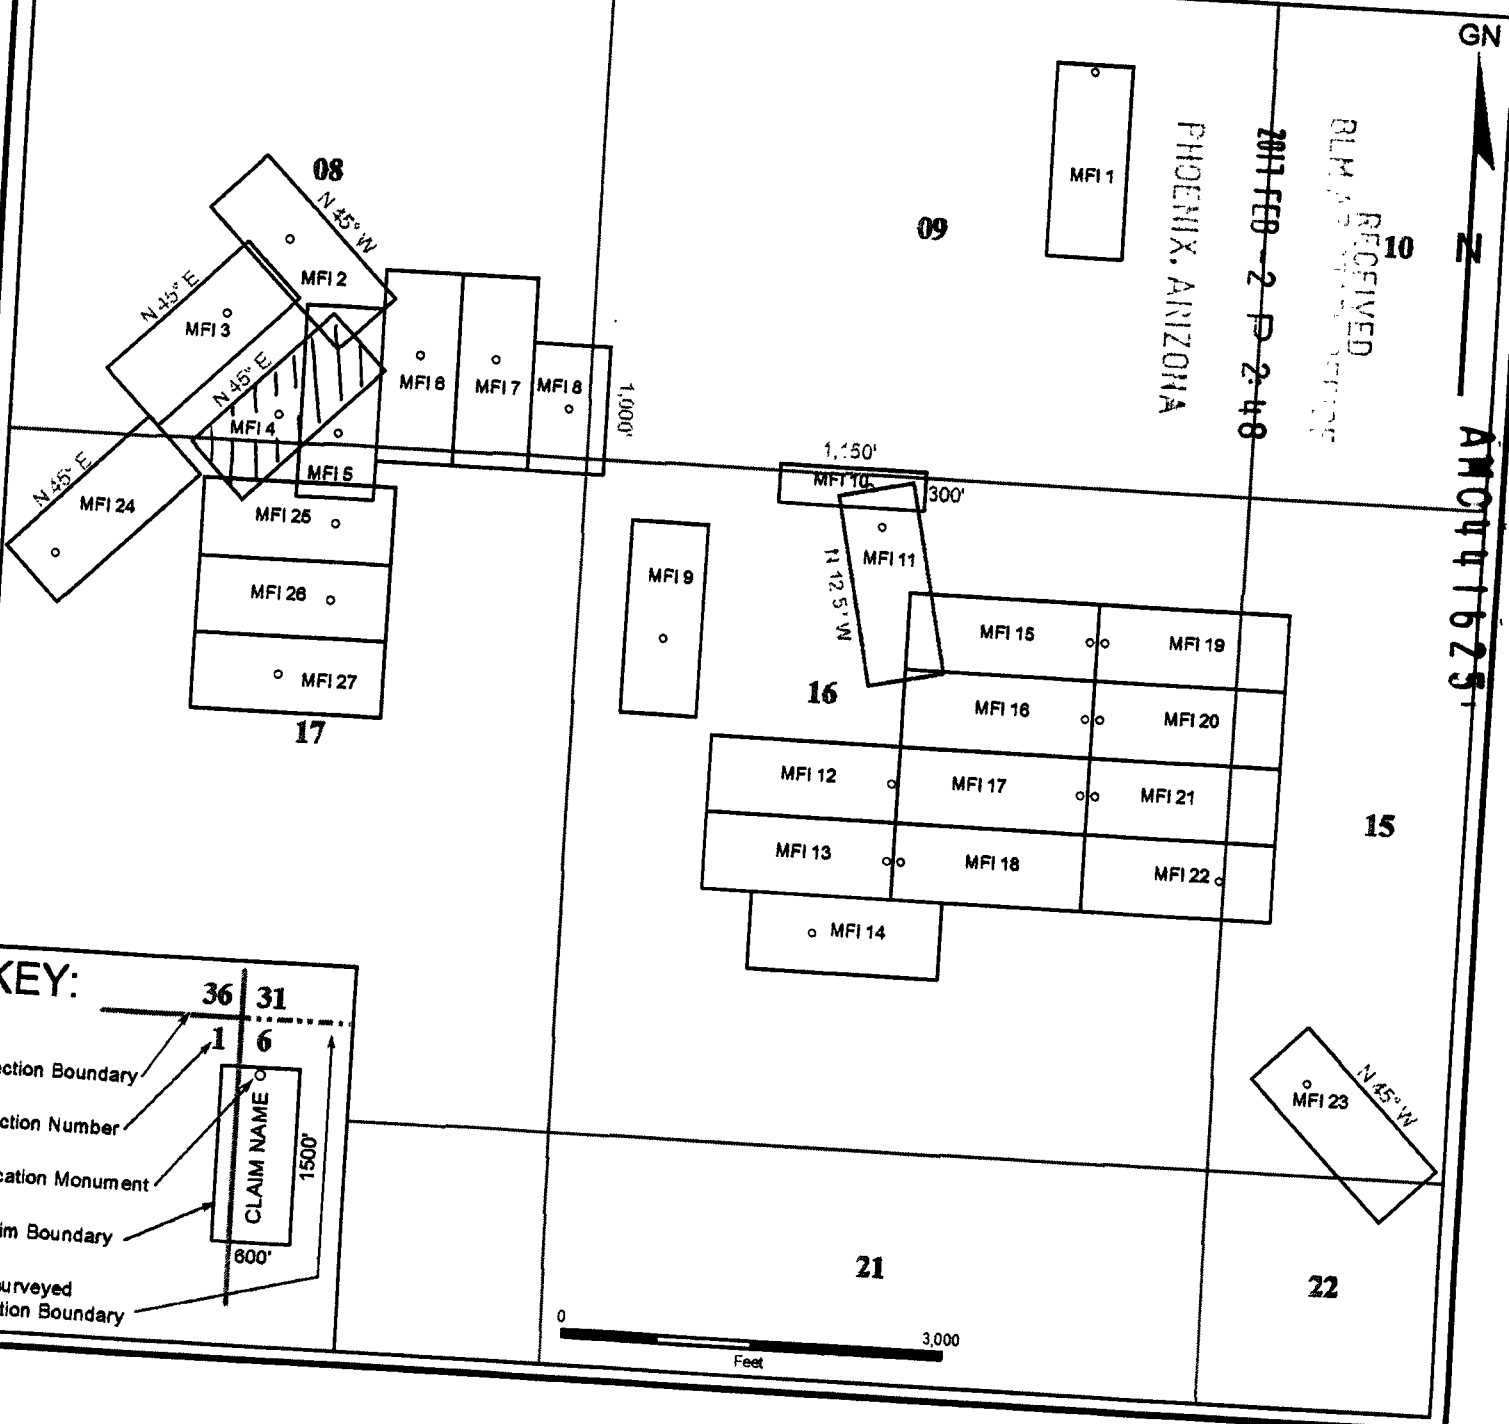 GN
N
08
09
10
MFI 1
N 45° W
MFI 2
N 45° E
MFI 3
N 45° E
MFI 4
MFI 5
MFI 6
MFI 7
MFI 8
1,000'
PHOENIX, ARIZONA
2011 FEB -2 P 2:48
RECEIVED
AMC
N 45° E
MFI 24
MFI 25
MFI 26
MFI 27
17
MFI 9
1,150'
MFI 10
300'
MFI 11
N 12.5° W
16
MFI 15
MFI 19
MFI 16
MFI 20
MFI 12
MFI 17
MFI 21
MFI 13
MFI 18
MFI 22
MFI 14
15
MFI 23
N 45° W
21
22
KEY:
36 31
1 6
ction Boundary
ction Number
cation Monument
im Boundary
urveyed
tion Boundary
CLAIM NAME
1500'
600'
0
3,000
Feet